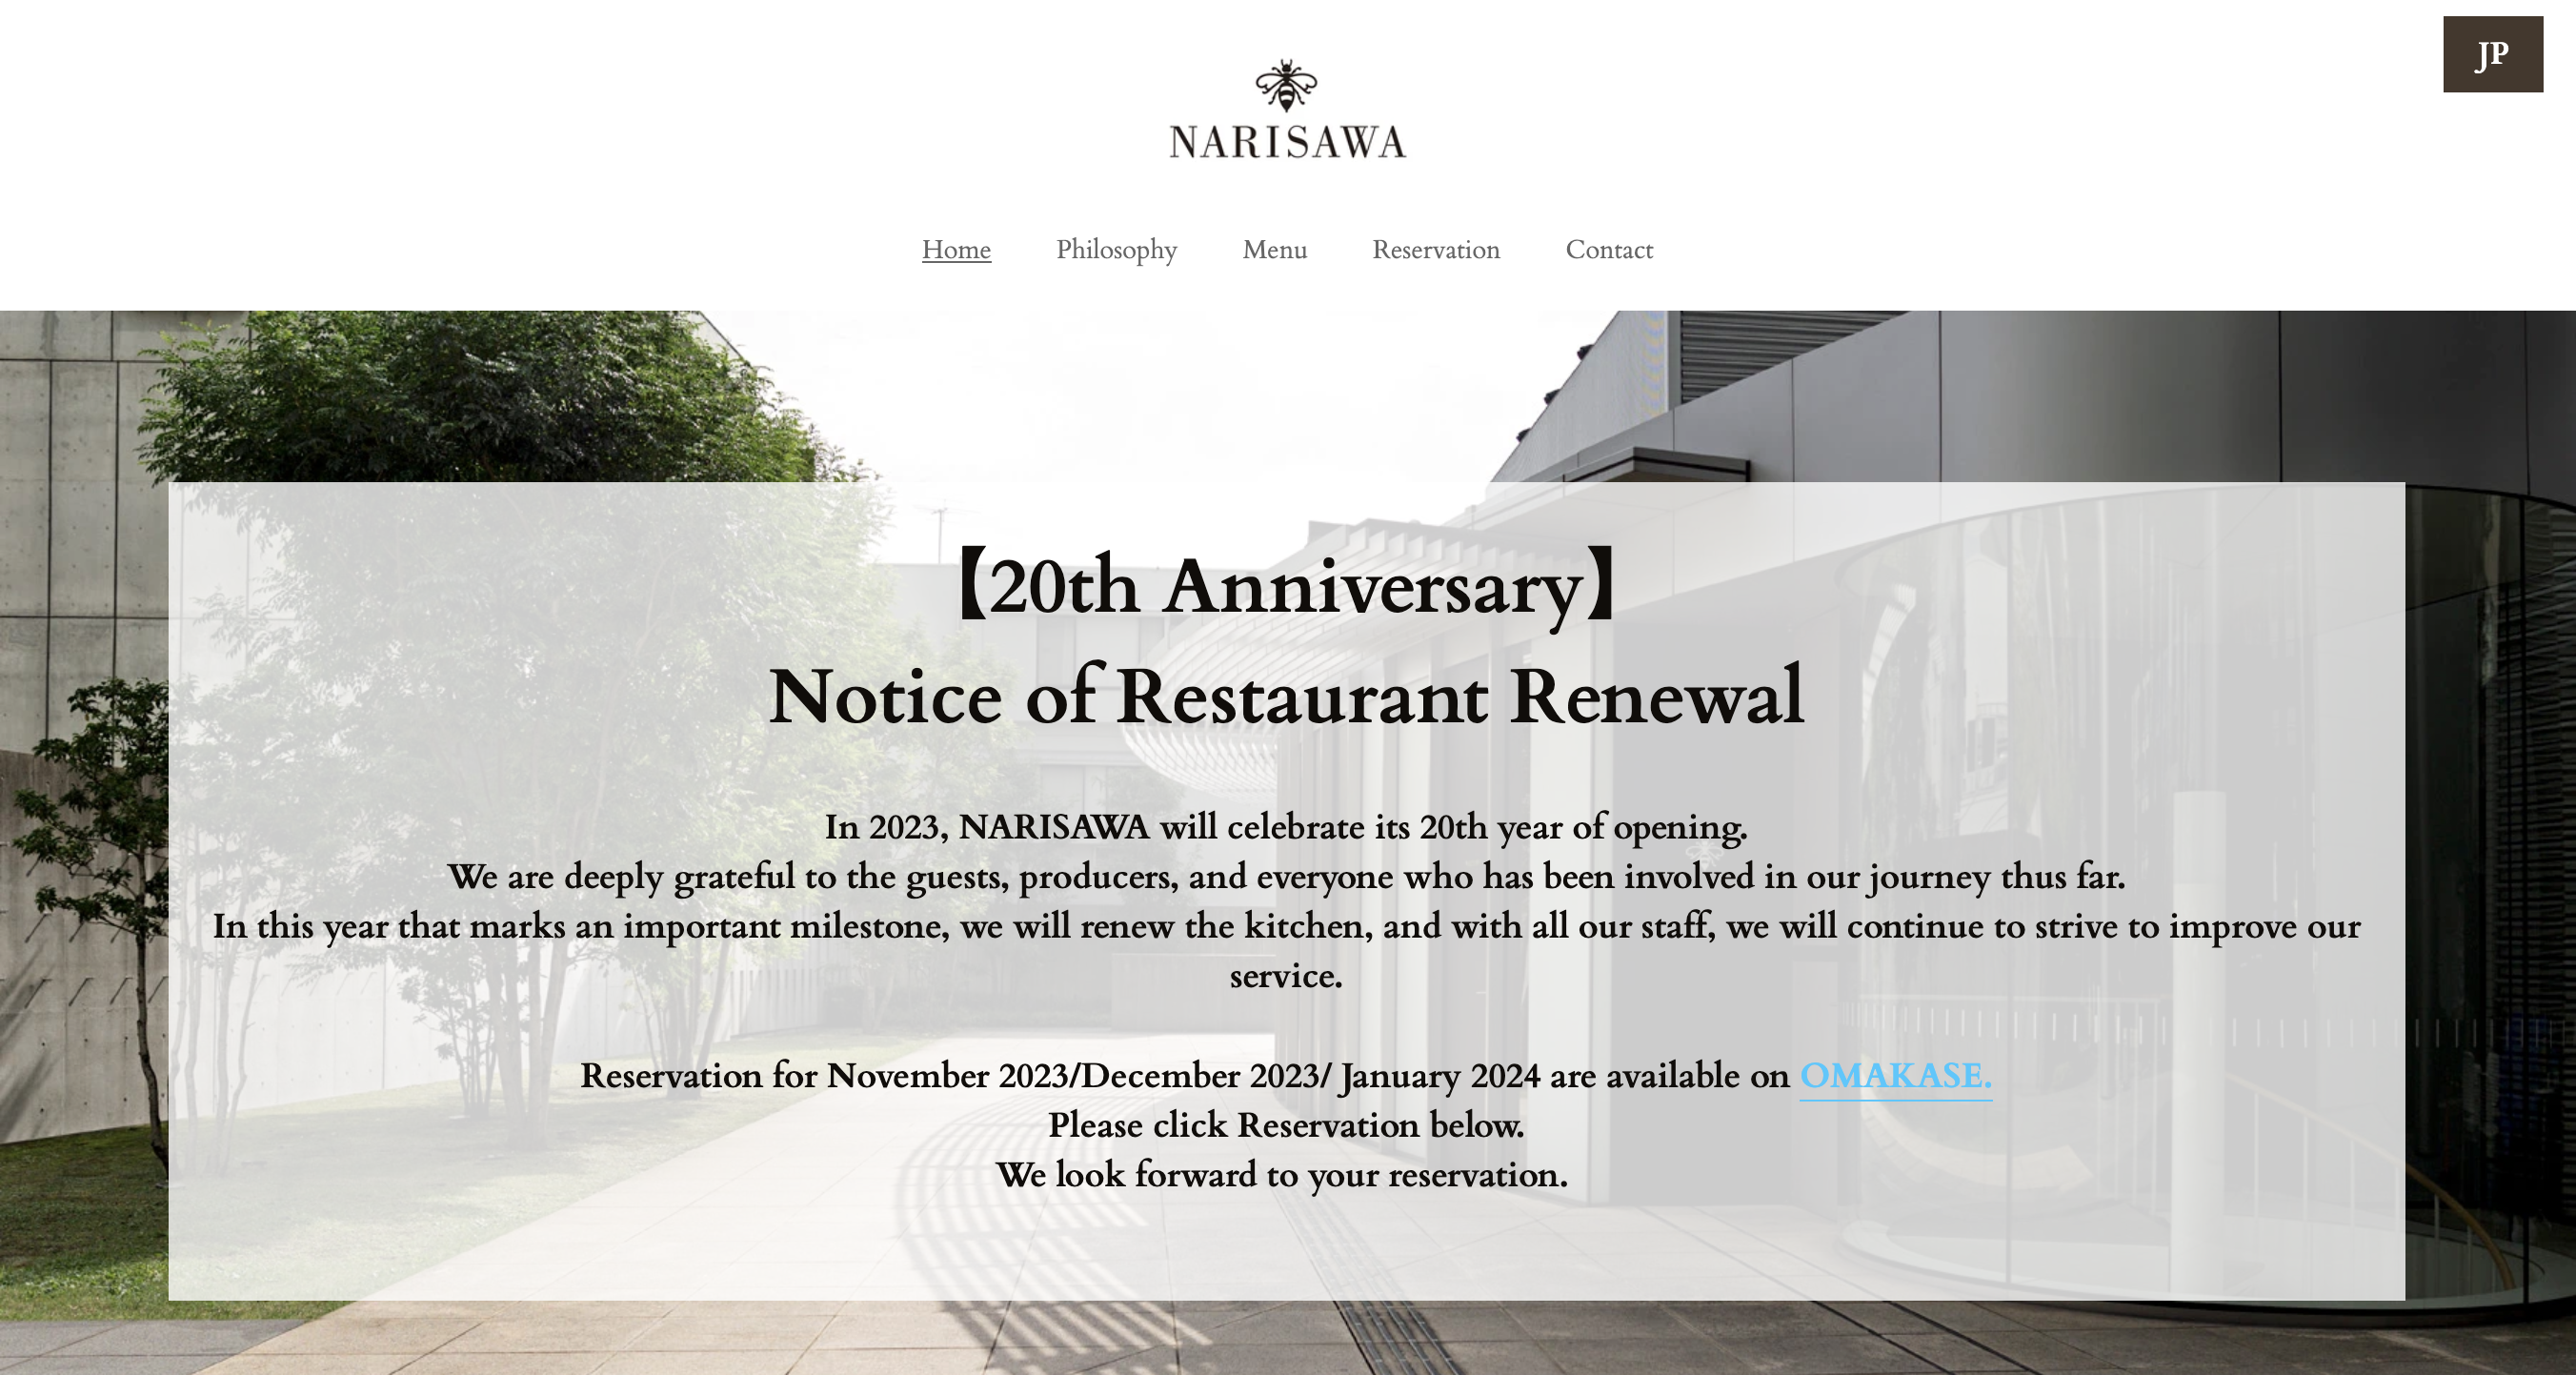 JP
NARISAWA
Home Philosophy Menu Reservation Contact
【20th Anniversary】
Notice of Restaurant Renewal
In 2023, NARISAWA will celebrate its 20th year of opening.
We are deeply grateful to the guests, producers, and everyone who has been involved in our journey thus far.
In this year that marks an important milestone, we will renew the kitchen, and with all our staff, we will continue to strive to improve our
service.
Reservation for November 2023/December 2023/ January 2024 are available on OMAKASE.
Please click Reservation below.
We look forward to your reservation.